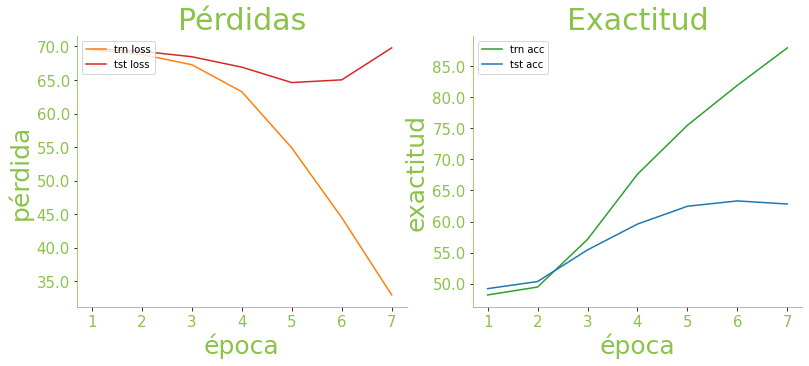 Pérdidas
trn loss
tst loss
70.0
65.0
60.0
55.0
50.0
45.0
40.0
35.0
pérdida
1 2 3 4 5 6 7
época
Exactitud
trn acc
tst acc
85.0
80.0
75.0
70.0
65.0
60.0
55.0
50.0
exactitud
1 2 3 4 5 6 7
época